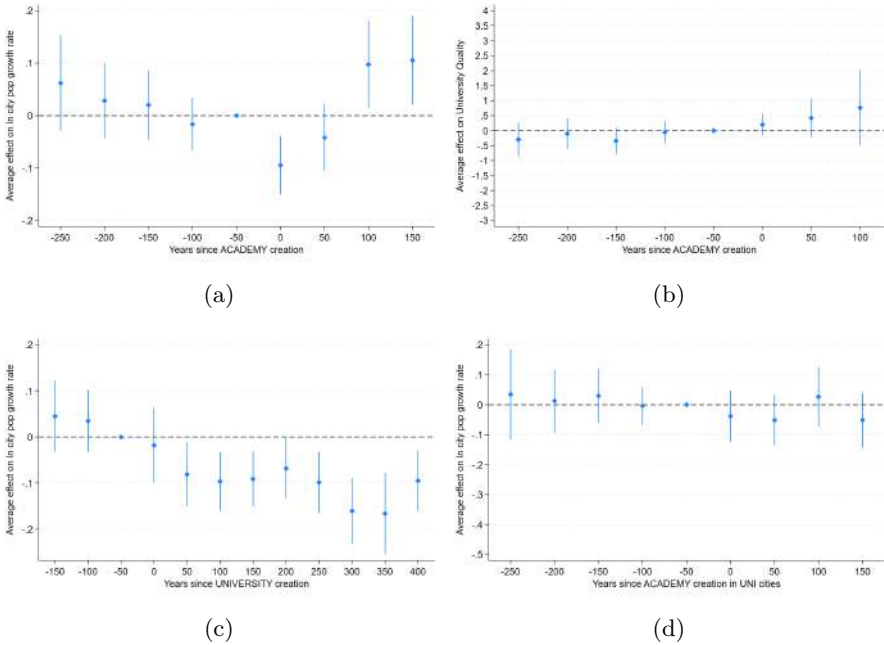 Average effect on ln city pop growth rate
.2
.1
0
-.1
-.2
-250 -200 -150 -100 -50 0 50 100 150
Years since ACADEMY creation
(a)
Average effect on University Quality
4
3.5
3
2.5
2
1.5
1
.5
0
-.5
-1
-1.5
-2
-2.5
-3
-250 -200 -150 -100 -50 0 50 100
Years since ACADEMY creation
(b)
Average effect on ln city pop growth rate
.2
.1
0
-.1
-.2
-150 -100 -50 0 50 100 150 200 250 300 350 400
Years since UNIVERSITY creation
(c)
Average effect on ln city pop growth rate
.2
.1
0
-.1
-.2
-.3
-.4
-.5
-250 -200 -150 -100 -50 0 50 100 150
Years since ACADEMY creation in UNI cities
(d)